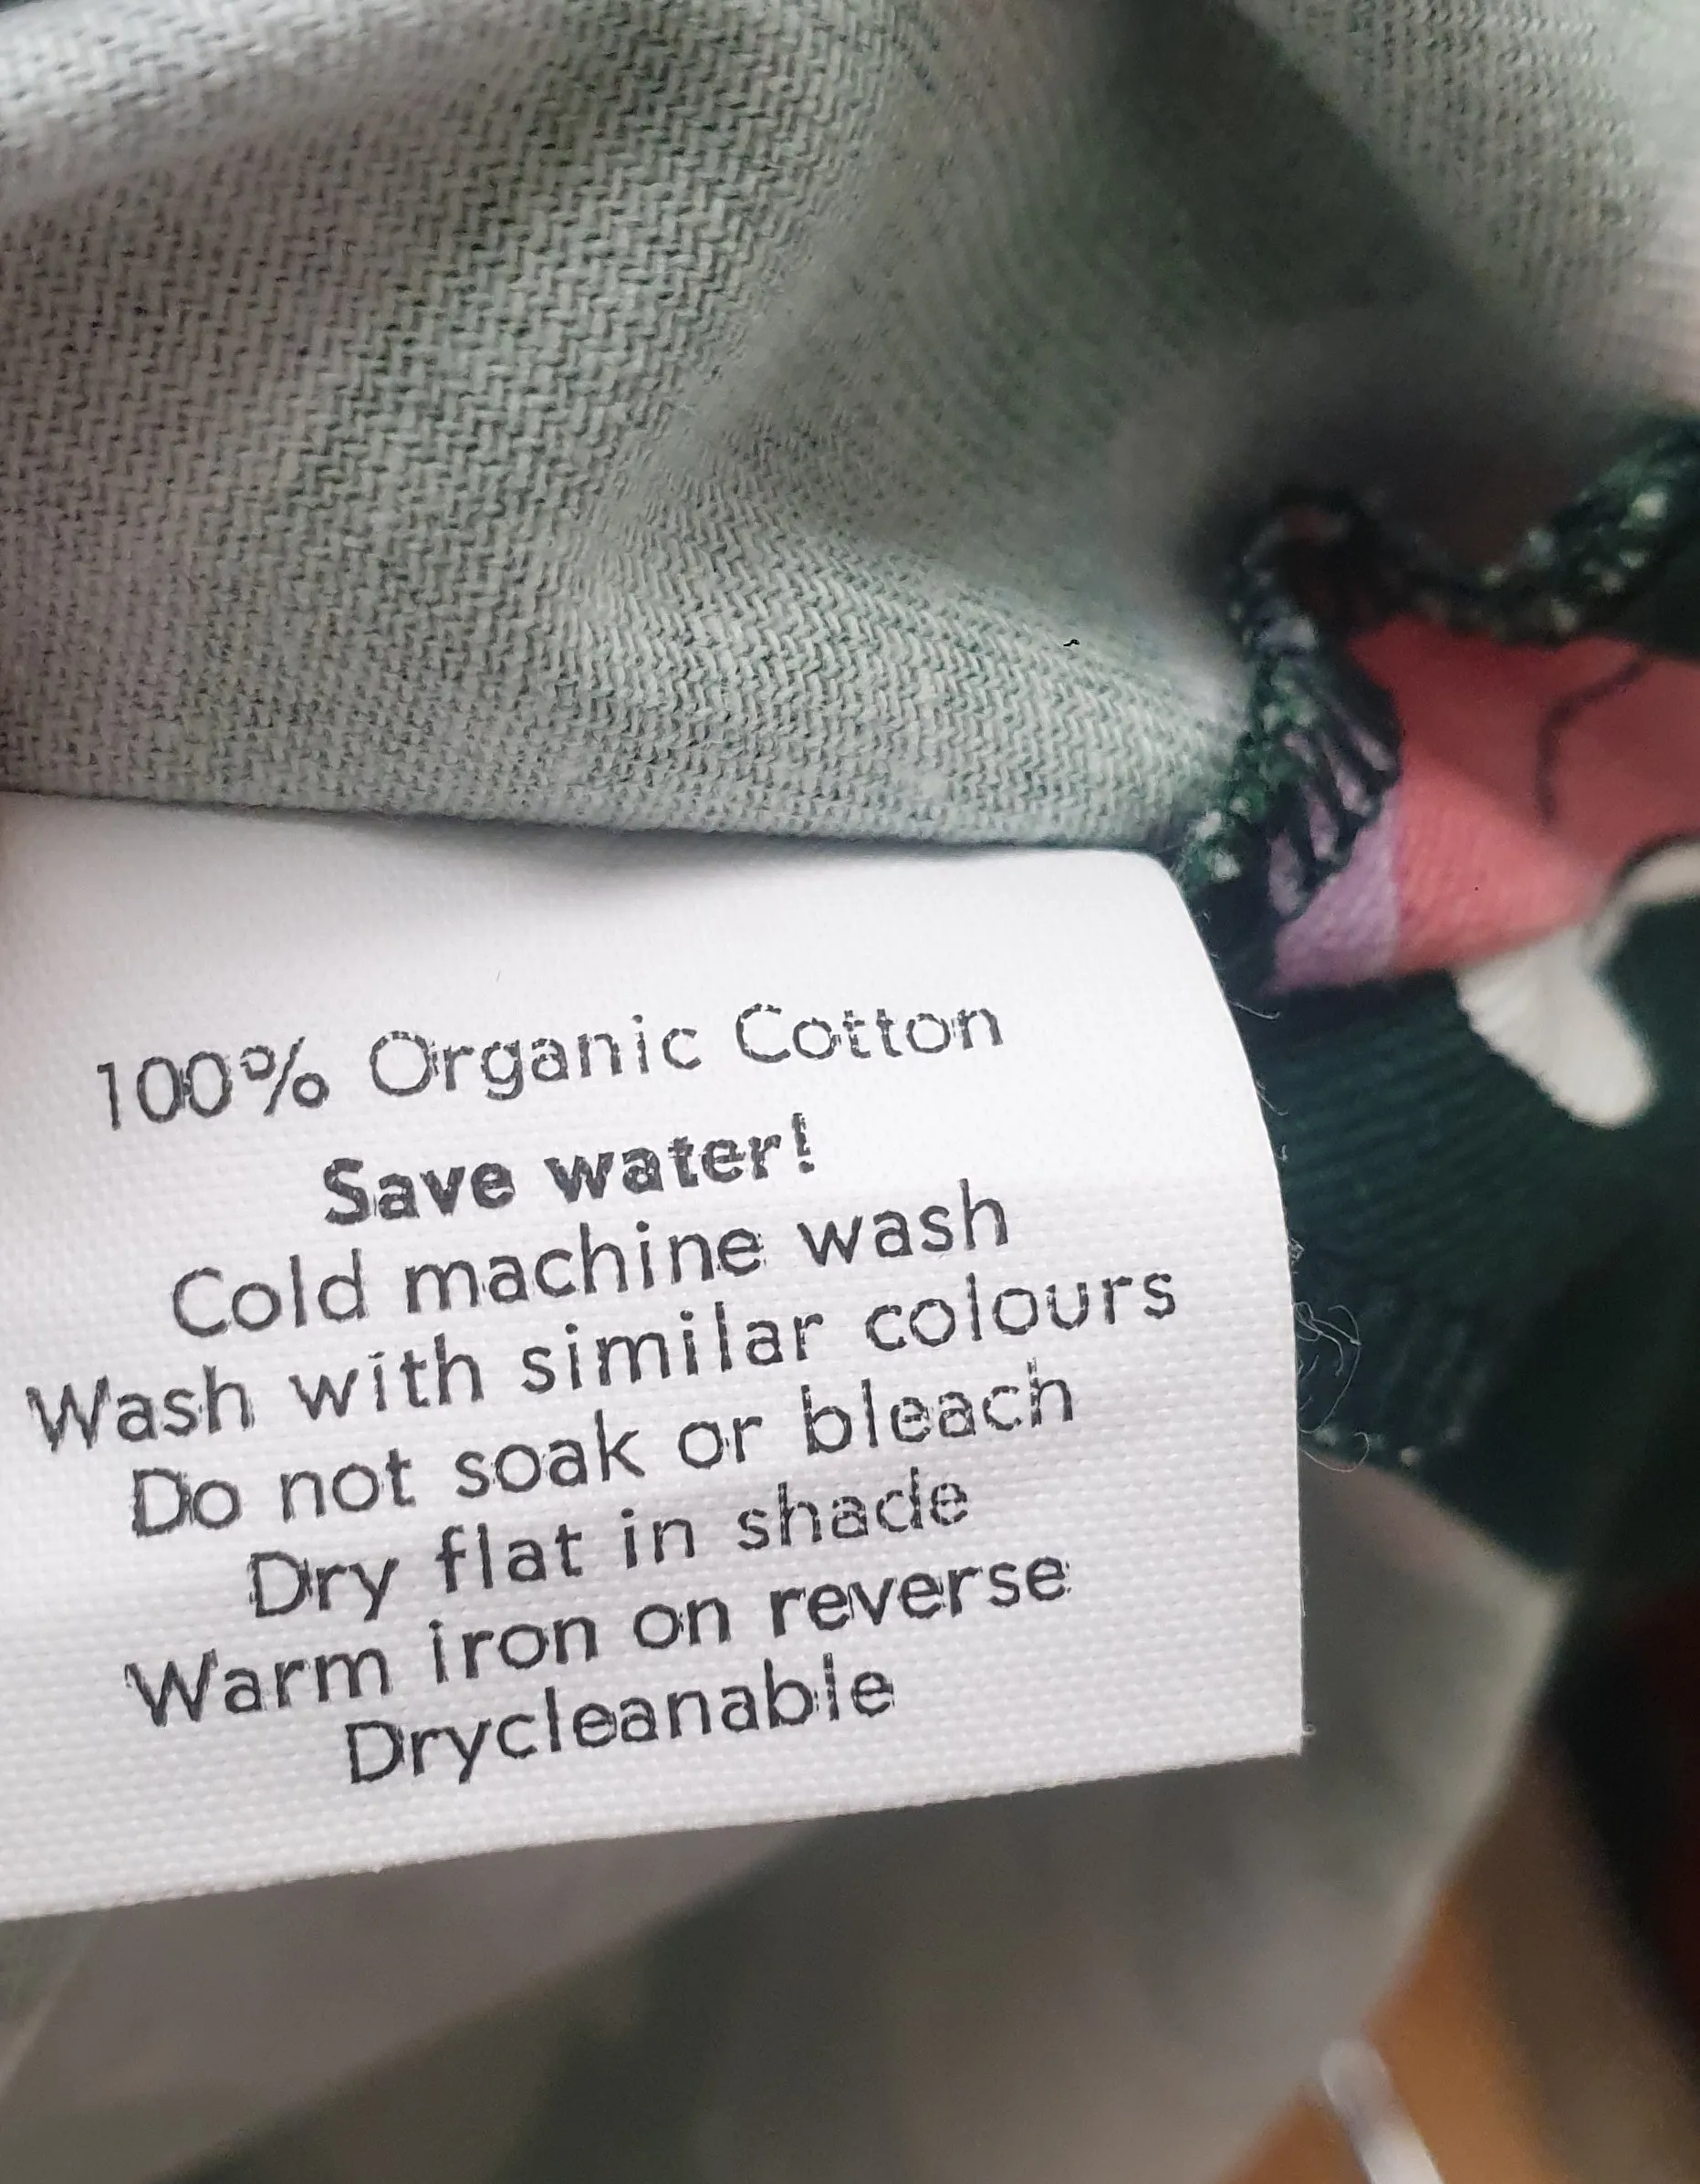 100% Organic Cotton
Save water!
Cold machine wash
Wash with similar colours
Do not soak or bleach
Dry flat in shade
Warm iron on reverse
Drycleanable